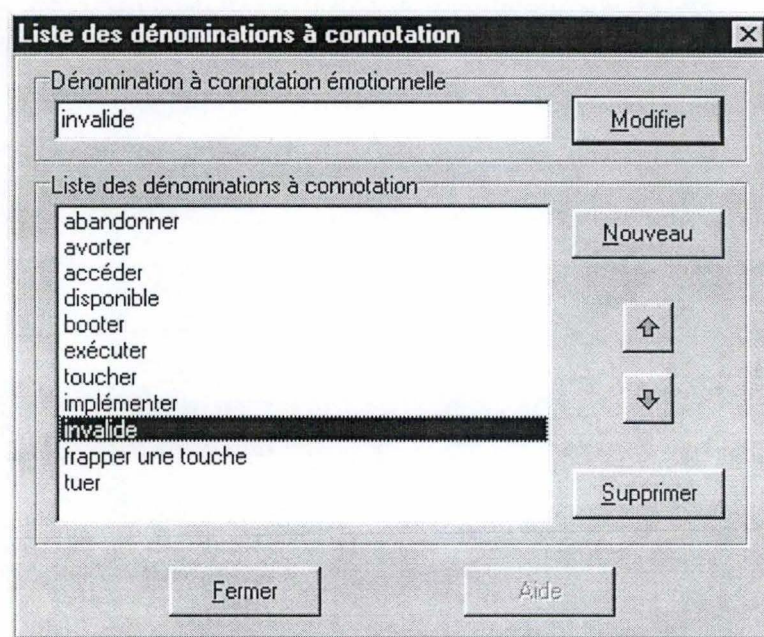 Liste des dénominations à connotation
Dénomination à connotation émotionnelle
invalide
Modifier
Liste des dénominations à connotation
abandonner
avorter
accéder
disponible
booter
exécuter
toucher
implémenter
invalide
frapper une touche
tuer
Nouveau
Supprimer
Fermer
Aide